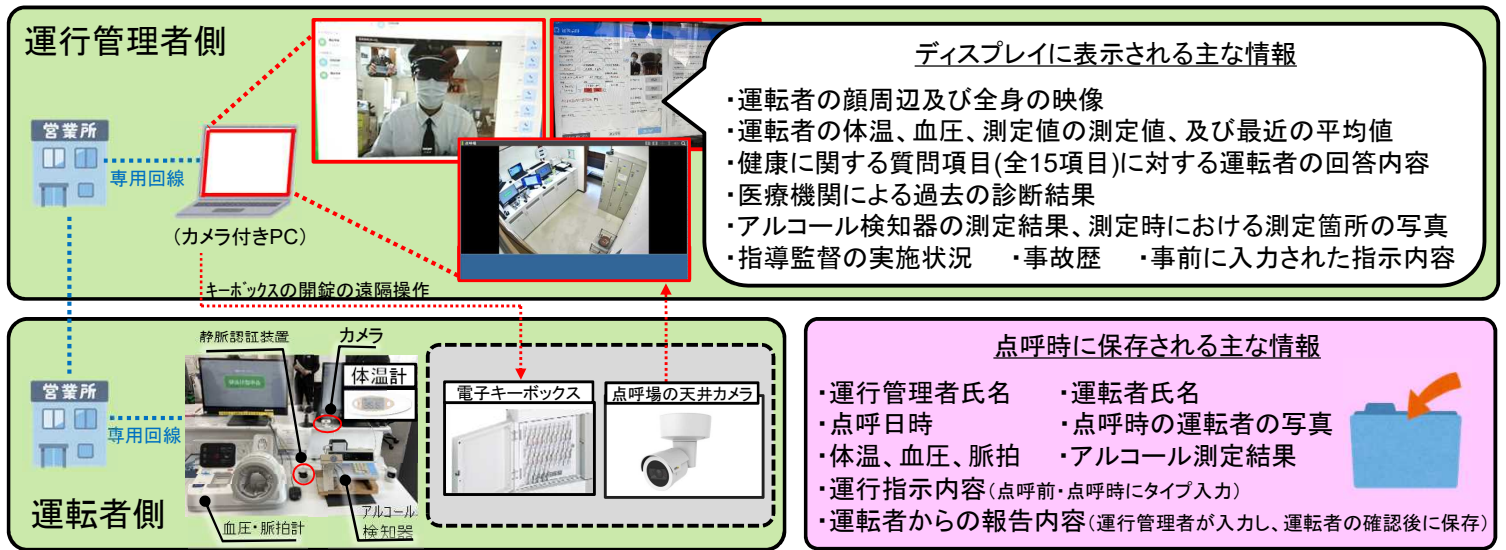 運行管理者側
営業所
専用回線
(カメラ付きPC)
キーボックスの開錠の遠隔操作
ディスプレイに表示される主な情報
・運転者の顔周辺及び全身の映像
・運転者の体温、血圧、測定値の測定値、及び最近の平均値
・健康に関する質問項目(全15項目)に対する運転者の回答内容
・医療機関による過去の診断結果
・アルコール検知器の測定結果、測定時における測定箇所の写真
・指導監督の実施状況 ・事故歴 ・事前に入力された指示内容
静脈認証装置
カメラ
体温計
営業所
専用回線
運転者側
血圧・脈拍計
アルコール
検知器
電子キーボックス
点呼場の天井カメラ
点呼時に保存される主な情報
・運行管理者氏名 ・運転者氏名
・点呼日時 ・点呼時の運転者の写真
・体温、血圧、脈拍 ・アルコール測定結果
・運行指示内容(点呼前・点呼時にタイプ入力)
・運転者からの報告内容(運行管理者が入力し、運転者の確認後に保存)